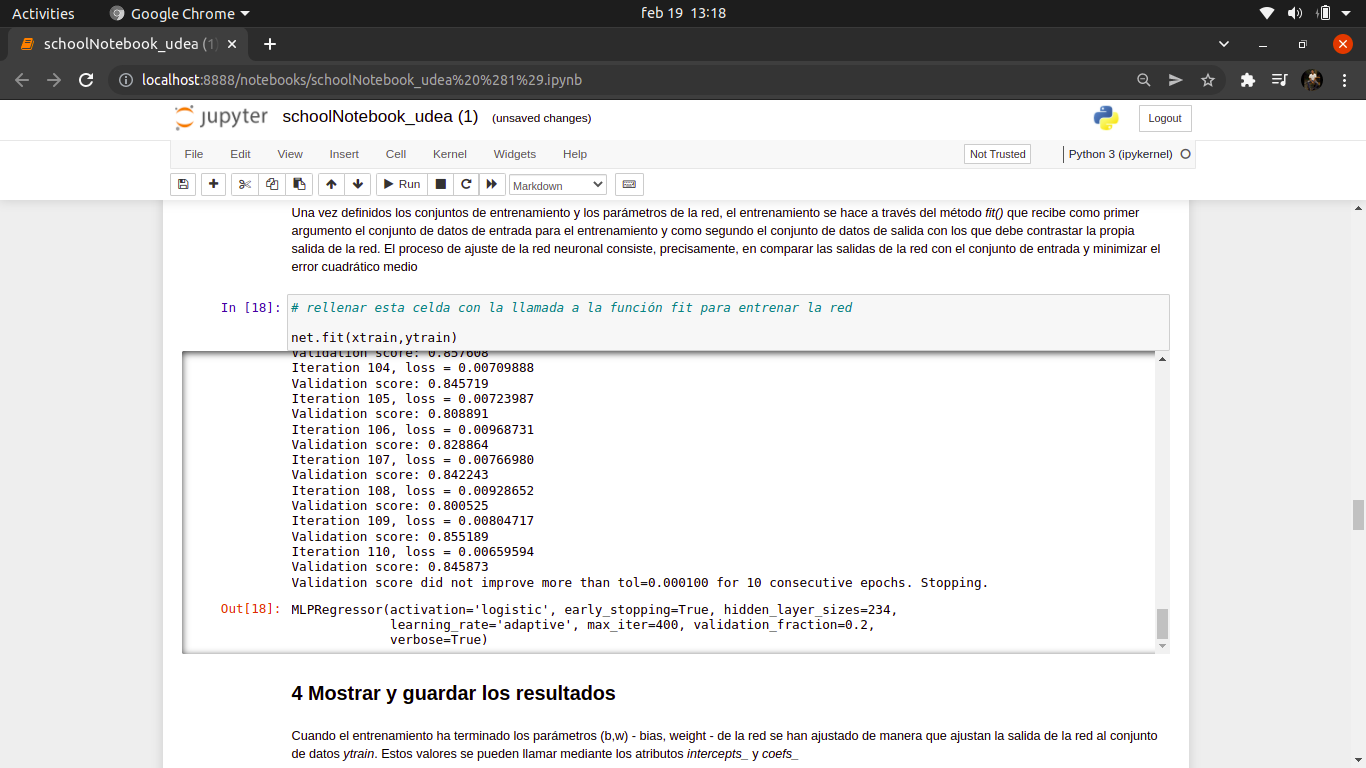 Activities
Google Chrome
feb 19 13:18
schoolNotebook_udea (1)
localhost:8888/notebooks/schoolNotebook_udea%20%281%29.ipynb
jupyter schoolNotebook_udea (1) (unsaved changes)
Logout
File Edit View Insert Cell Kernel Widgets Help
Not Trusted
Python 3 (ipykernel)
Run
Markdown
Una vez definidos los conjuntos de entrenamiento y los parámetros de la red, el entrenamiento se hace a través del método fit() que recibe como primer
argumento el conjunto de datos de entrada para el entrenamiento y como segundo el conjunto de datos de salida con los que debe contrastar la propia
salida de la red. El proceso de ajuste de la red neuronal consiste, precisamente, en comparar las salidas de la red con el conjunto de entrada y minimizar el
error cuadrático medio
In [18]:
# rellenar esta celda con la llamada a la función fit para entrenar la red
net.fit(xtrain,ytrain)
Validation score: 0.857608
Iteration 104, loss = 0.00709888
Validation score: 0.845719
Iteration 105, loss = 0.00723987
Validation score: 0.808891
Iteration 106, loss = 0.00968731
Validation score: 0.828864
Iteration 107, loss = 0.00766980
Validation score: 0.842243
Iteration 108, loss = 0.00928652
Validation score: 0.800525
Iteration 109, loss = 0.00804717
Validation score: 0.855189
Iteration 110, loss = 0.00659594
Validation score: 0.845873
Validation score did not improve more than tol=0.000100 for 10 consecutive epochs. Stopping.
Out[18]:
MLPRegressor(activation='logistic', early_stopping=True, hidden_layer_sizes=234,
learning_rate='adaptive', max_iter=400, validation_fraction=0.2,
verbose=True)
4 Mostrar y guardar los resultados
Cuando el entrenamiento ha terminado los parámetros (b,w) - bias, weight - de la red se han ajustado de manera que ajustan la salida de la red al conjunto
de datos ytrain. Estos valores se pueden llamar mediante los atributos intercepts_ y coefs_